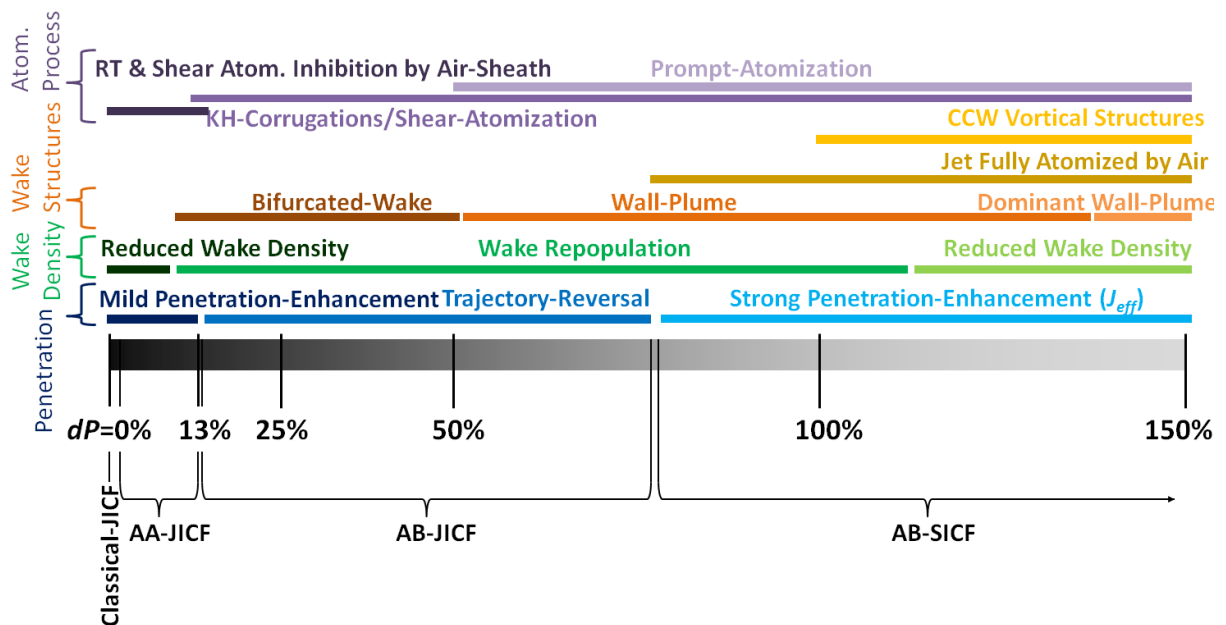 Atom.
Process
RT & Shear Atom. Inhibition by Air-Sheath
Prompt-Atomization
KH-Corrugations/Shear-Atomization
CCW Vortical Structures
Jet Fully Atomized by Air
Wake
Structures
Bifurcated-Wake
Wall-Plume
Dominant Wall-Plume
Wake
Density
Reduced Wake Density
Wake Repopulation
Reduced Wake Density
Penetration
Mild Penetration-Enhancement
Trajectory-Reversal
Strong Penetration-Enhancement (Jeff)
dP=0%
13%
25%
50%
100%
150%
Classical-JICF
AA-JICF
AB-JICF
AB-SICF